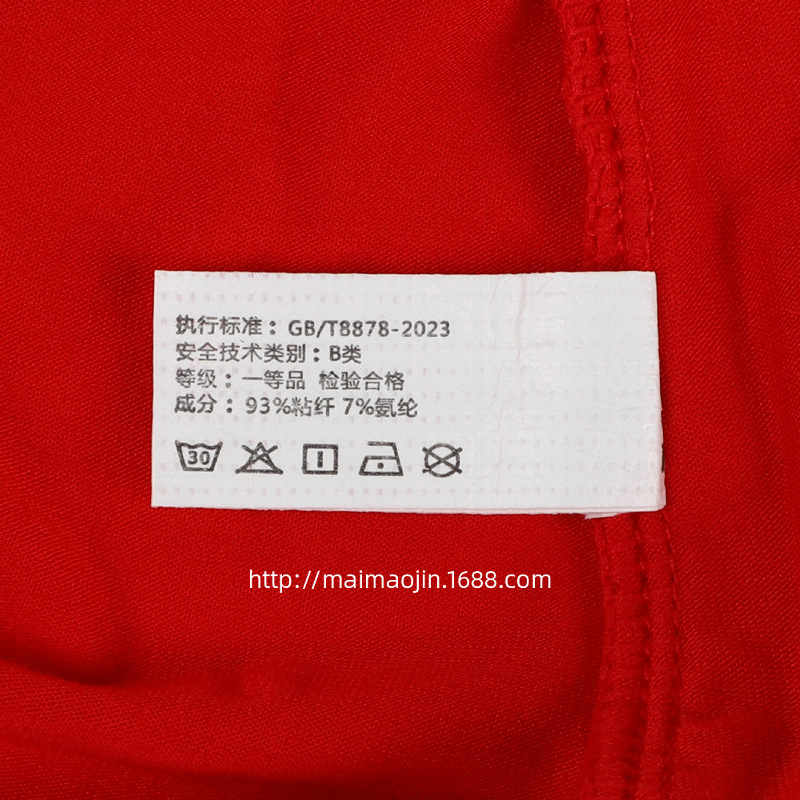 执行标准：GB/T8878-2023
安全技术类别：B类
等级：一等品 检验合格
成分：93%粘纤 7%氨纶
30
http://maimaojin.1688.com